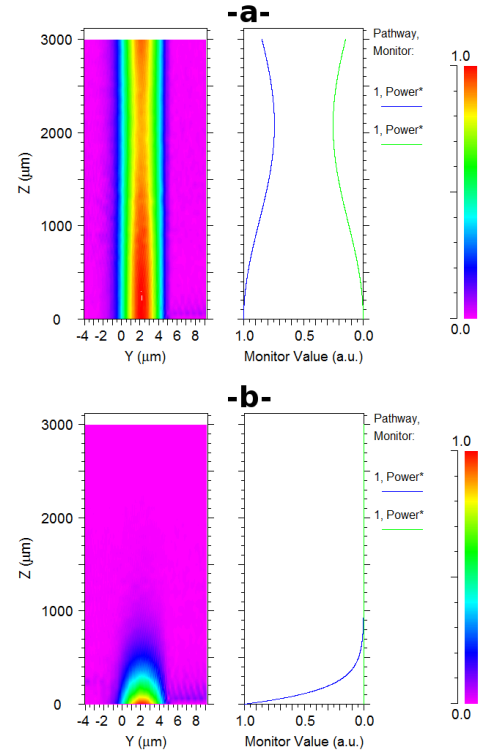 -a-
Pathway,
Monitor:
1, Power*
1, Power*
1.0
0.0
3000
2000
1000
0
Z (µm)
-4 -2 0 2 4 6 8
Y (µm)
1.0 0.5 0.0
Monitor Value (a.u.)
-b-
Pathway,
Monitor:
1, Power*
1, Power*
1.0
0.0
3000
2000
1000
0
Z (µm)
-4 -2 0 2 4 6 8
Y (µm)
1.0 0.5 0.0
Monitor Value (a.u.)